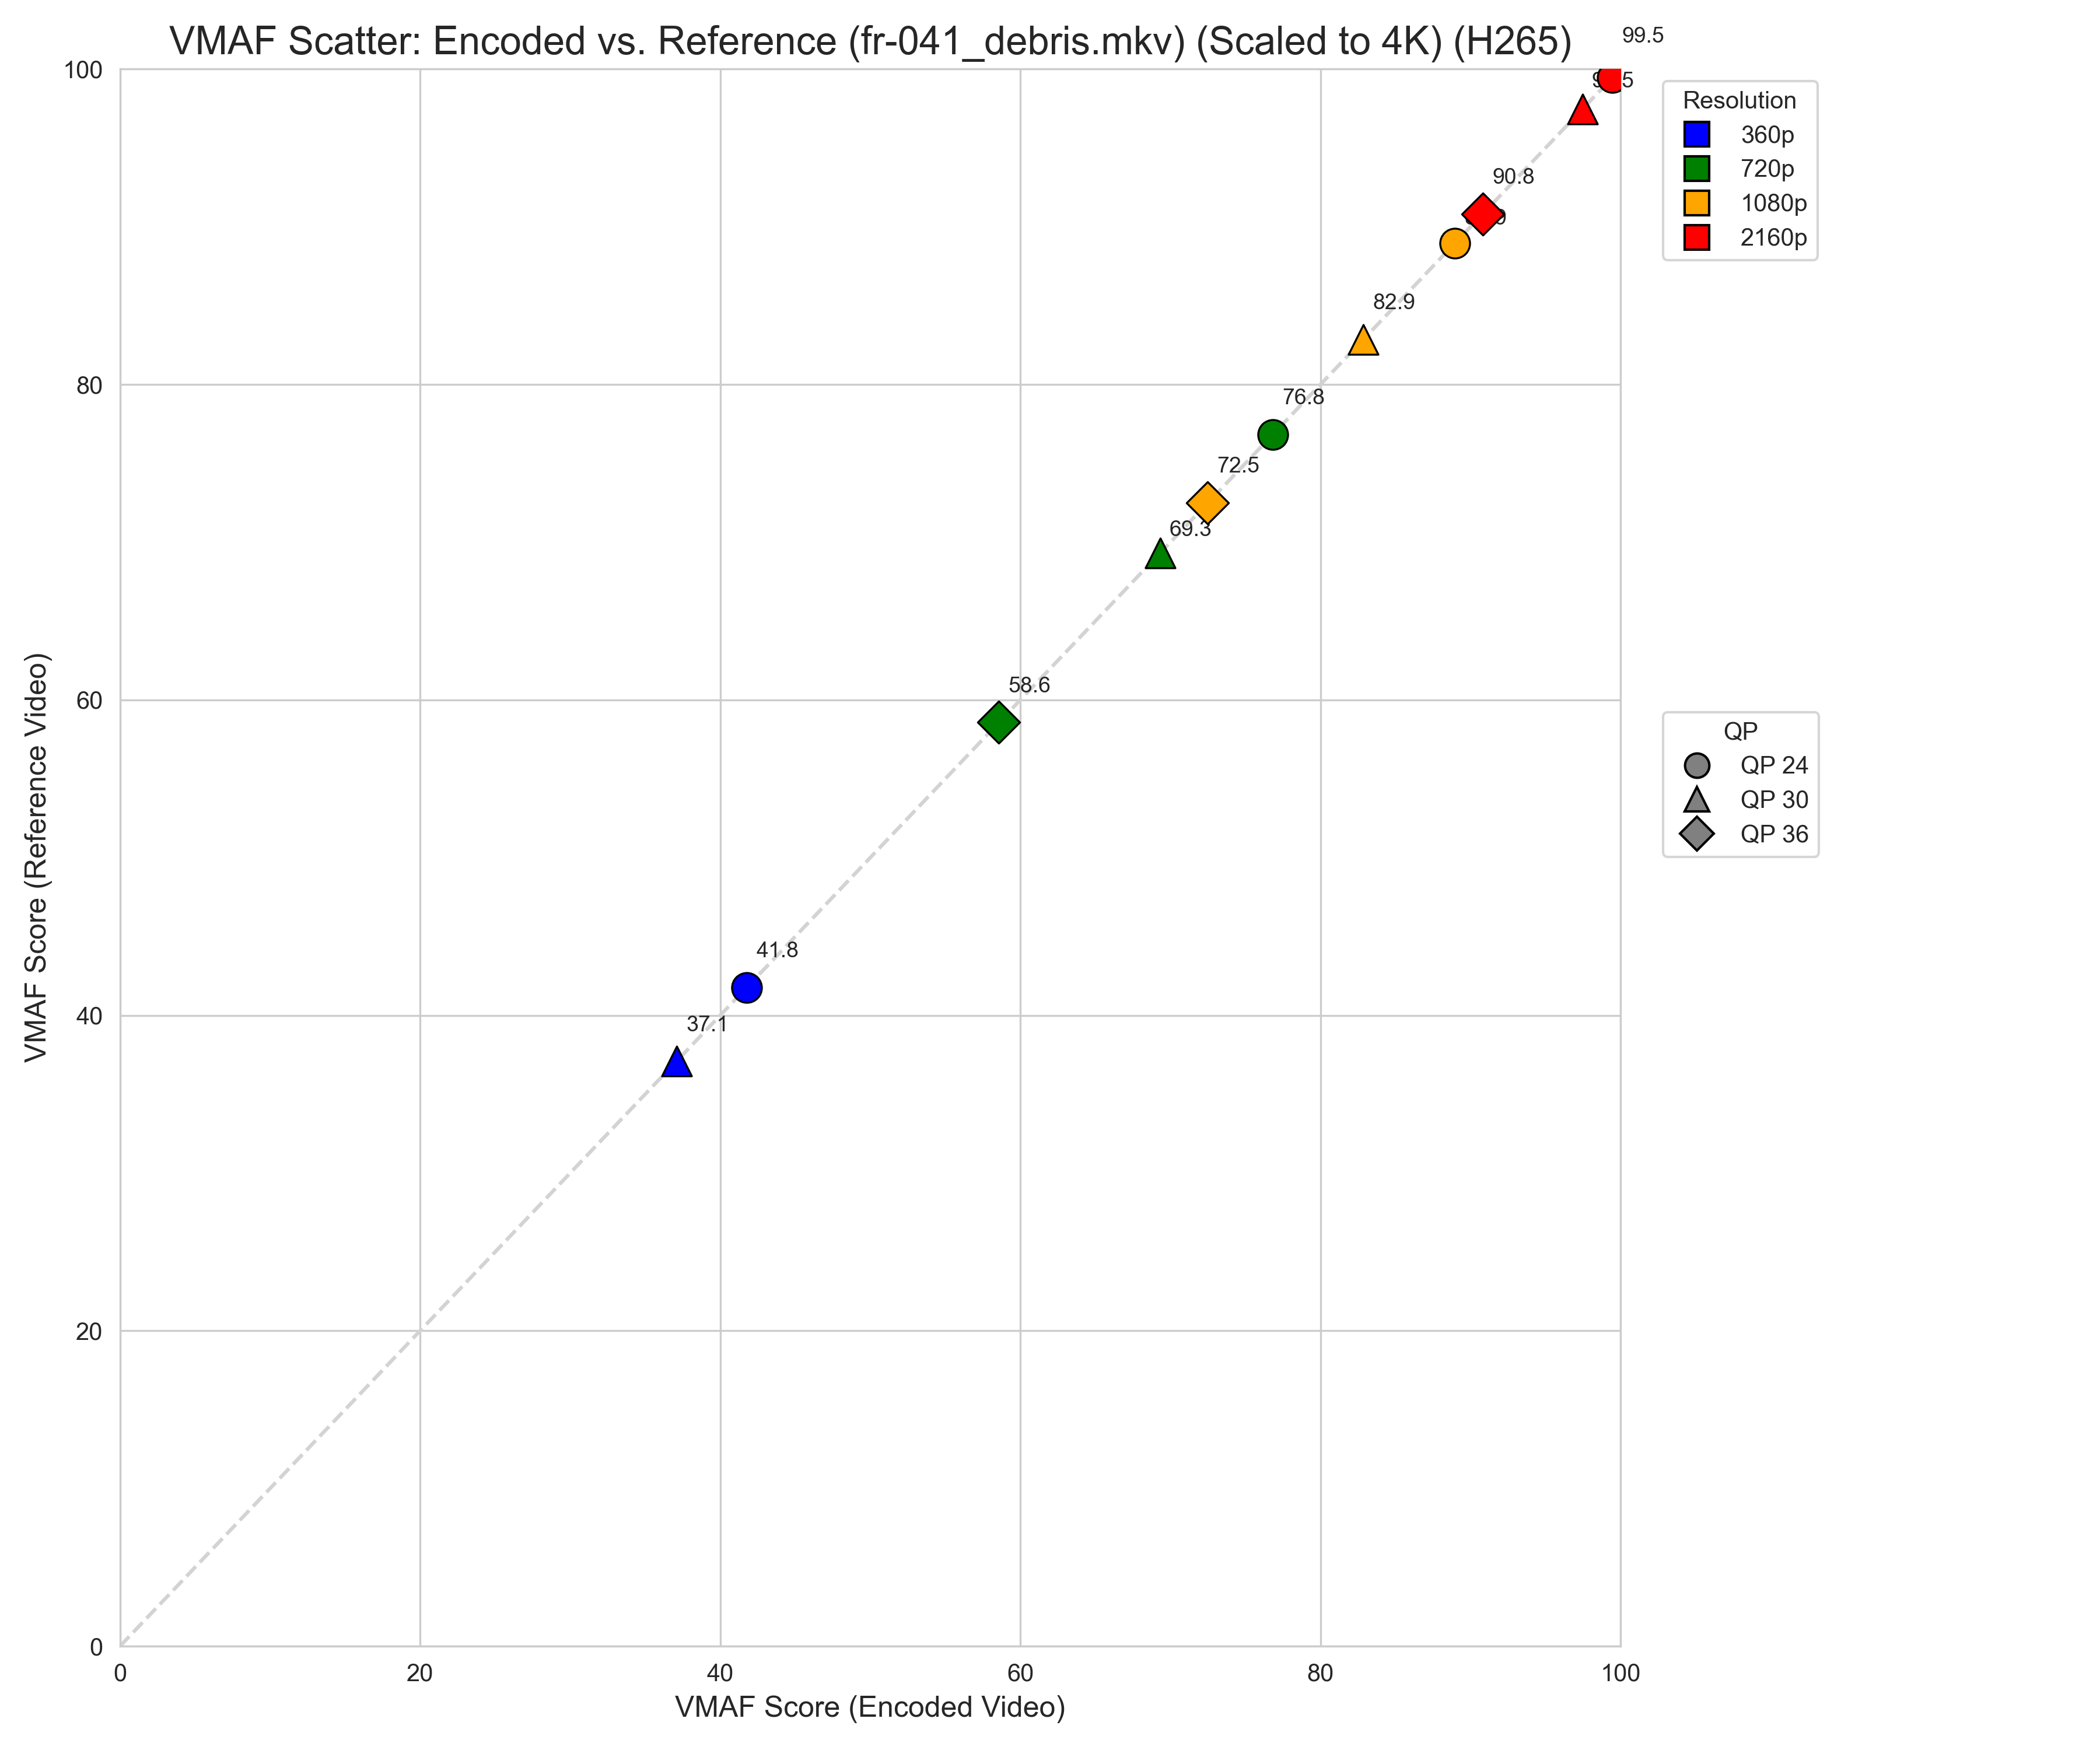 VMAF Scatter: Encoded vs. Reference (fr-041_debris.mkv) (Scaled to 4K) (H265)
99.5
100
Resolution
360p
720p
1080p
2160p
90.8
82.9
80
76.8
72.5
69.3
60
58.6
QP
QP 24
QP 30
QP 36
41.8
40
37.1
20
0
0
20
40
60
80
100
VMAF Score (Encoded Video)
VMAF Score (Reference Video)